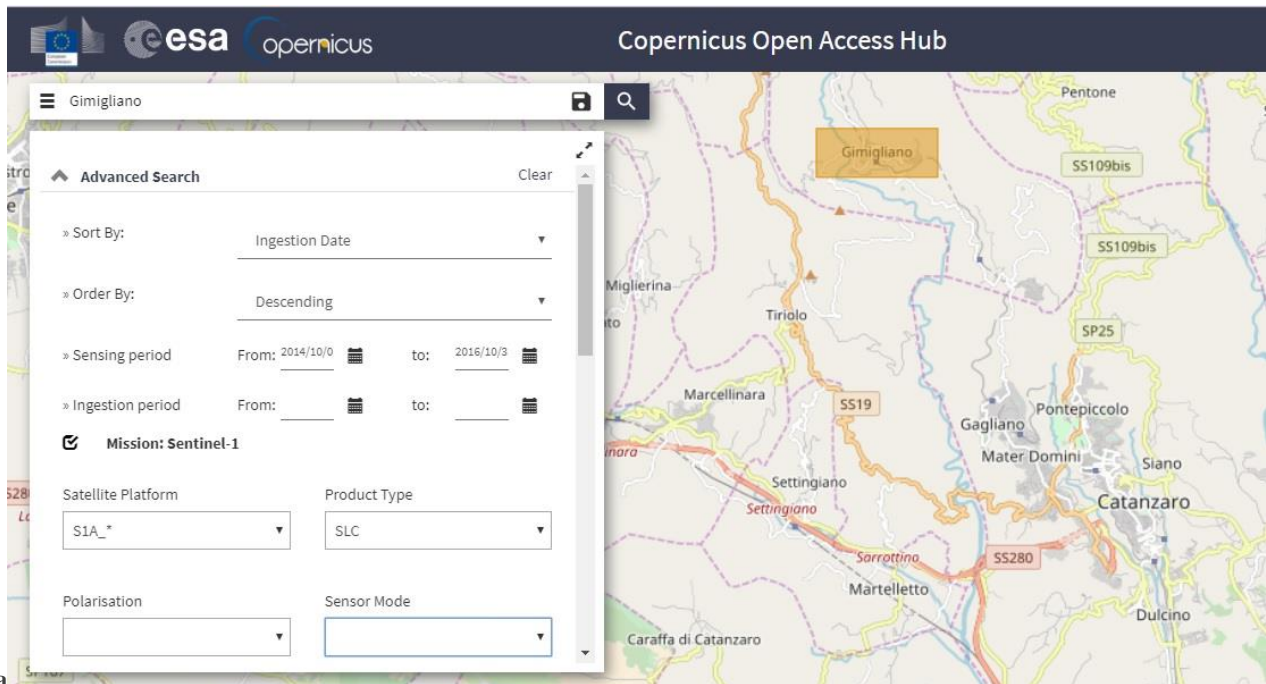 esa
opernicus
Copernicus Open Access Hub
Gimigliano
Advanced Search
Clear
» Sort By:
Ingestion Date
» Order By:
Descending
» Sensing period
From: 2014/10/0
to: 2016/10/3
» Ingestion period
From:
to:
Mission: Sentinel-1
Satellite Platform
Product Type
S1A_*
SLC
Polarisation
Sensor Mode
Pentone
Gimigliano
SS109bis
SS109bis
Miglierina
Tiriolo
SP25
Marcellinara
SS19
Pontepiccolo
Gagliano
Mater Domini
Siano
Settingiano
Settingiano
Catanzaro
Sarrottino
SS280
Martelletto
Dulcino
Caraffa di Catanzaro